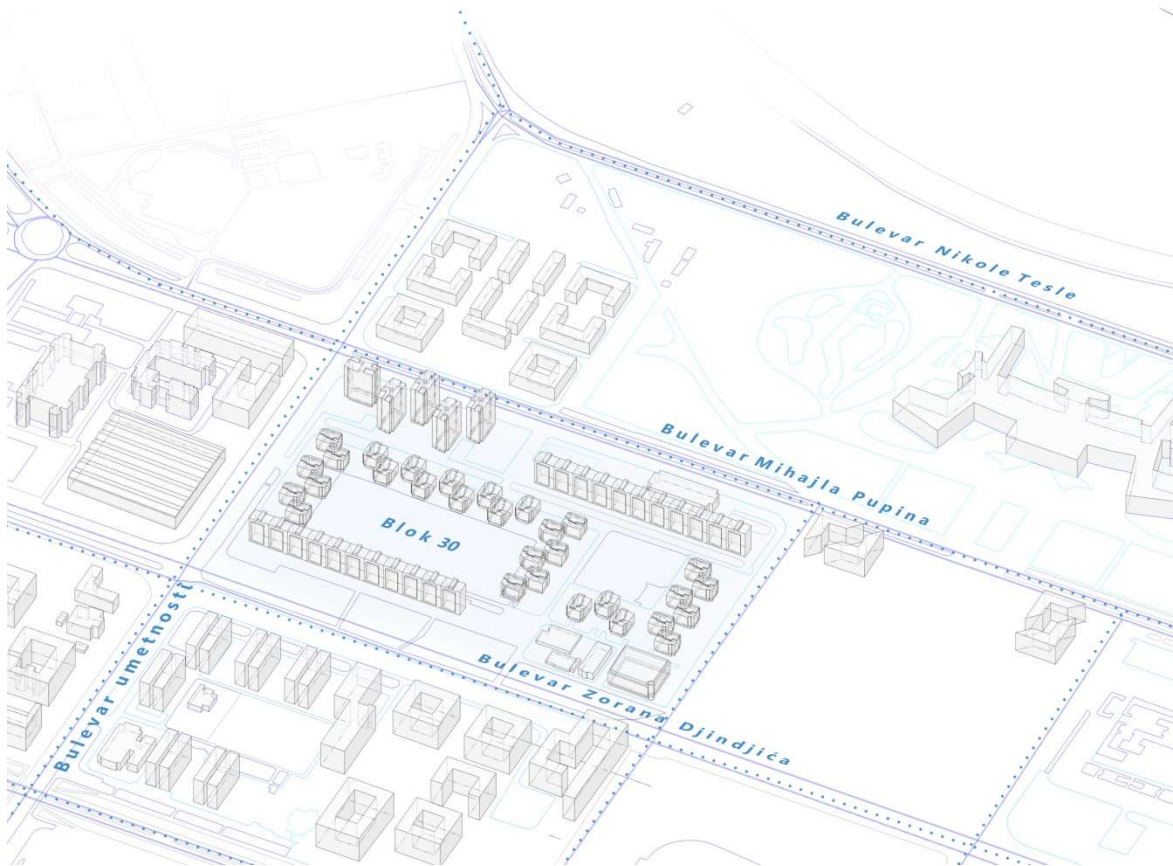 Bulevar Nikole Tesle
Bulevar Mihajla Pupina
Blok 30
Bulevar umetnosti
Bulevar Zorana Djindjića